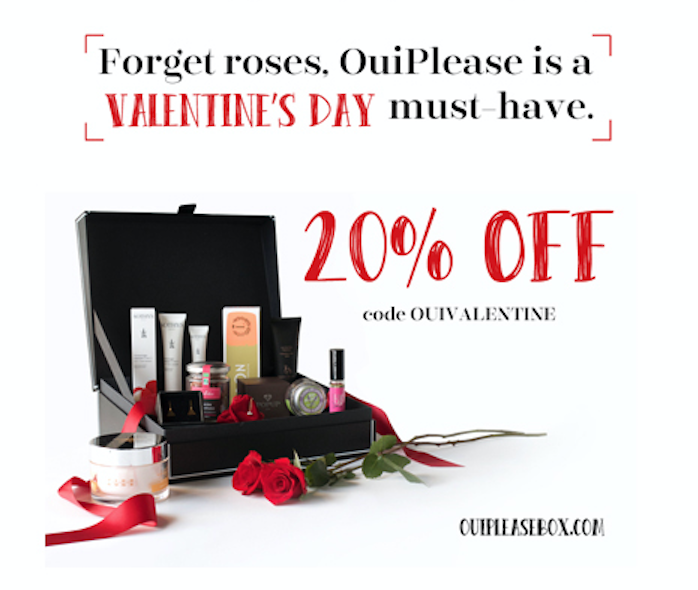 Forget roses, OuiPlease is a
VALENTINE'S DAY must-have.
20% OFF
code OUIVALENTINE
OUIPLEASEBOX.COM